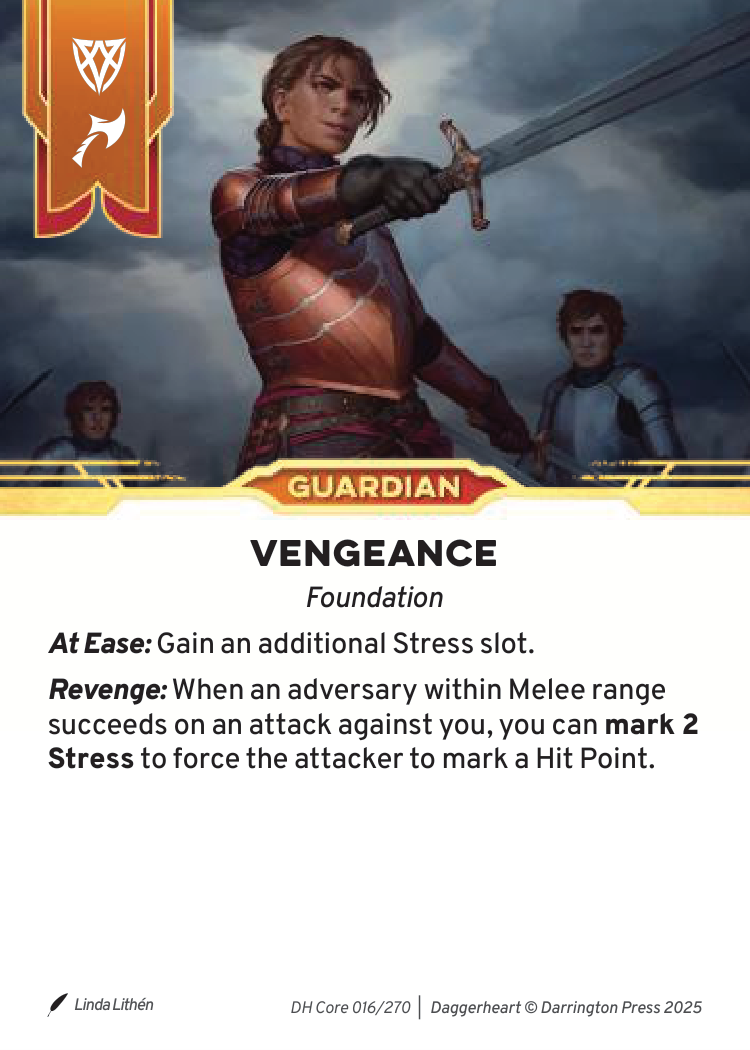 GUARDIAN
VENGEANCE
Foundation
At Ease: Gain an additional Stress slot.
Revenge: When an adversary within Melee range
succeeds on an attack against you, you can mark 2
Stress to force the attacker to mark a Hit Point.
Linda Lithén
DH Core 016/270 | Daggerheart © Darrington Press 2025